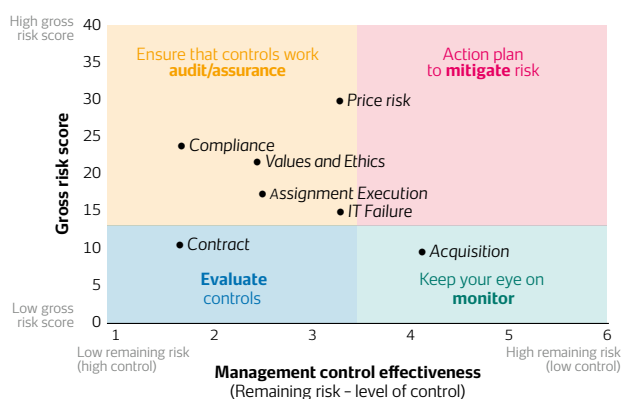 High gross
risk score
40
35
30
25
20
15
10
5
0
Low gross
risk score
Gross risk score
Ensure that controls work
audit/assurance
Action plan
to mitigate risk
Price risk
Compliance
Values and Ethics
Assignment Execution
IT Failure
Contract
Acquisition
Evaluate
controls
Keep your eye on
monitor
1 2 3 4 5 6
Low remaining risk
(high control)
High remaining risk
(low control)
Management control effectiveness
(Remaining risk – level of control)